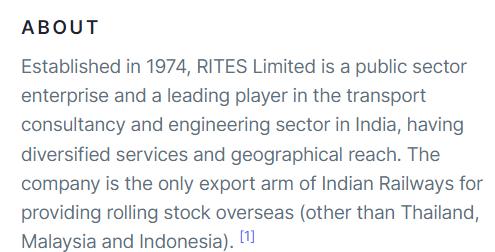 ABOUT
Established in 1974, RITES Limited is a public sector
enterprise and a leading player in the transport
consultancy and engineering sector in India, having
diversified services and geographical reach. The
company is the only export arm of Indian Railways for
providing rolling stock overseas (other than Thailand,
Malaysia and Indonesia). [1]